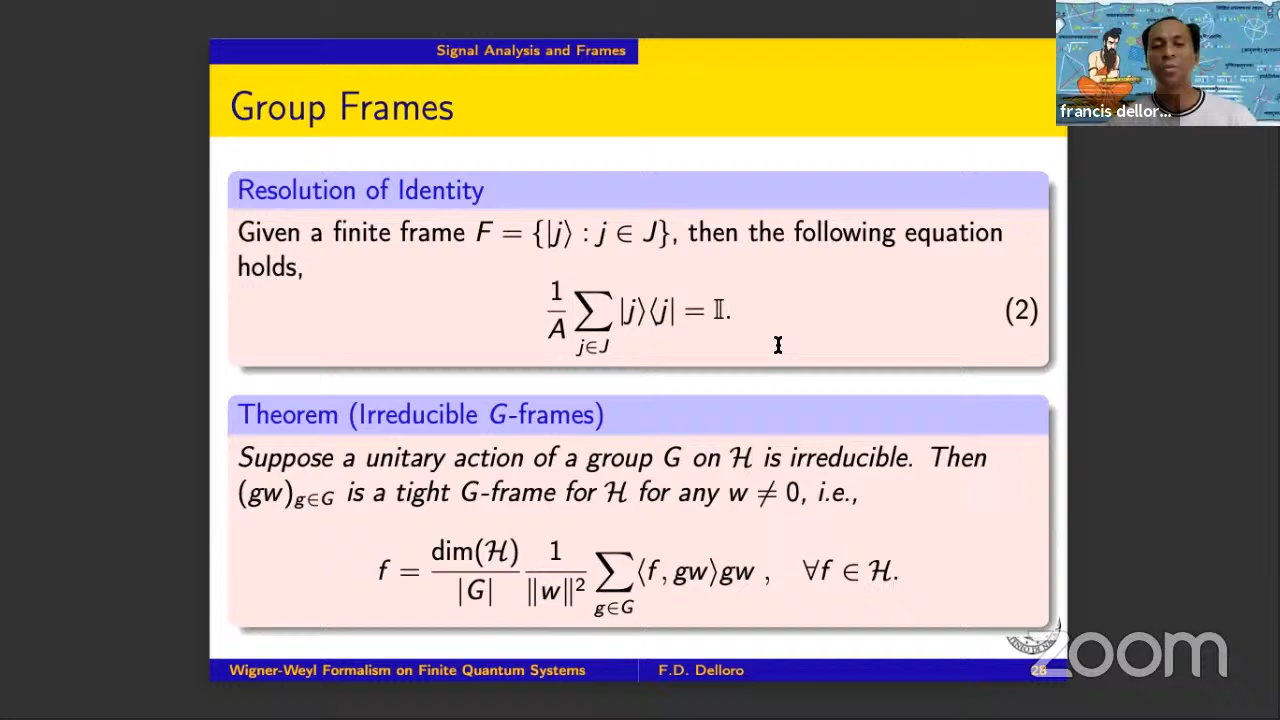 Signal Analysis and Frames
Group Frames
francis dellor...
Resolution of Identity
Given a finite frame F = {|j⟩ : j ∈ J}, then the following equation
holds,
1/A ∑_{j∈J} |j⟩⟨j| = 𝕀. (2)
Theorem (Irreducible G-frames)
Suppose a unitary action of a group G on ℋ is irreducible. Then
(gw)_{g∈G} is a tight G-frame for ℋ for any w ≠ 0, i.e.,
f = dim(ℋ)/|G| 1/‖w‖² ∑_{g∈G} ⟨f, gw⟩gw , ∀f ∈ ℋ.
zoom
Wigner-Weyl Formalism on Finite Quantum Systems F.D. Delloro 28